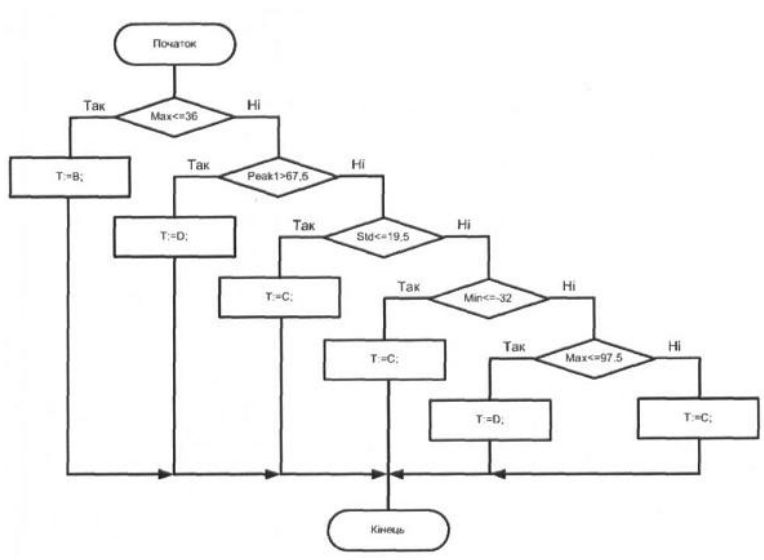 Початок
Так
Max<=36
Ні
T:=B;
Так
Peak1>67,5
Ні
T:=D;
Так
Std<=19,5
Ні
T:=C;
Так
Min<=-32
Ні
T:=C;
Так
Max<=97.5
Ні
T:=D;
T:=C;
Кінець